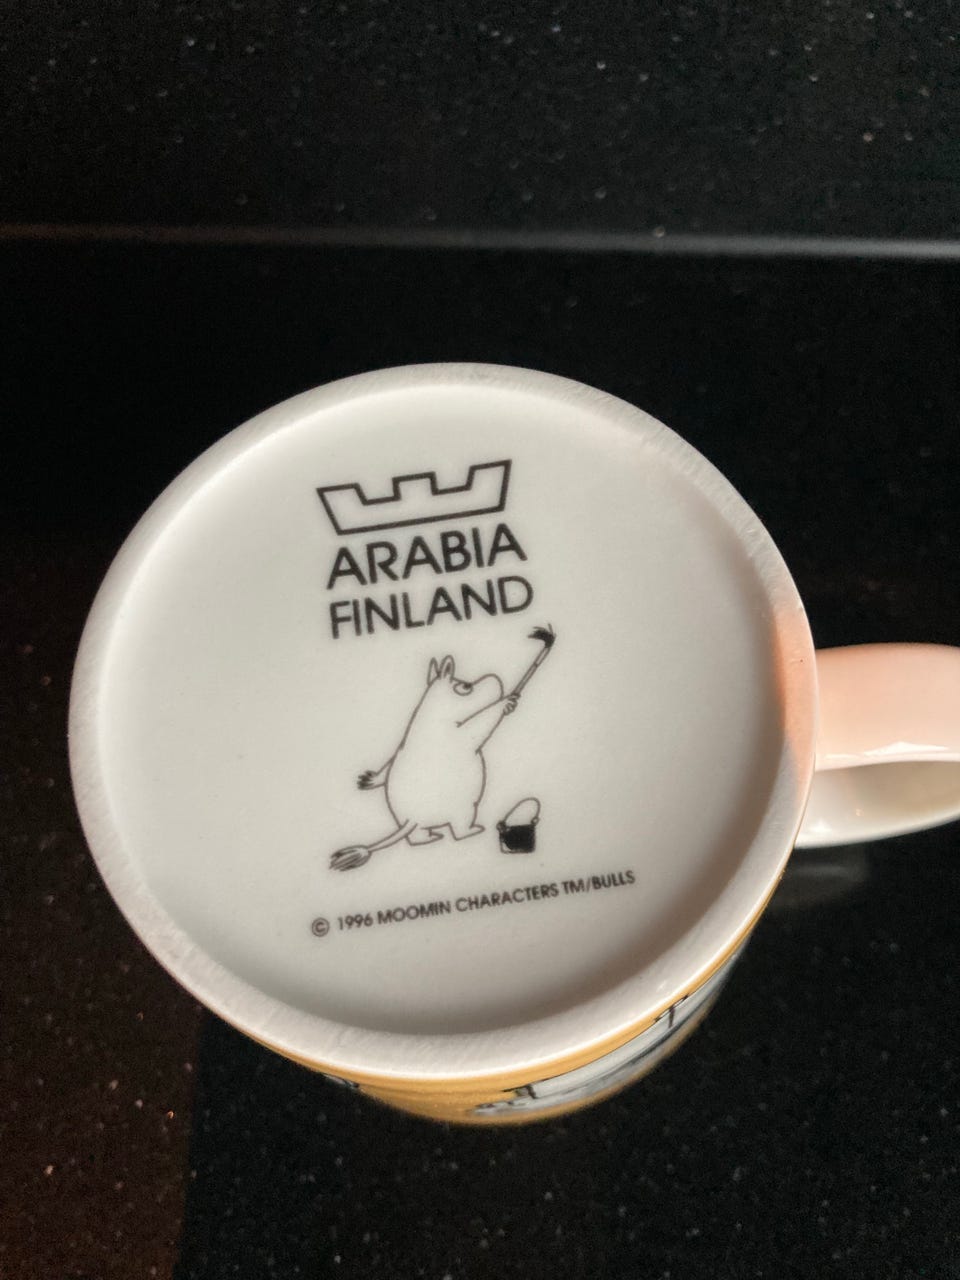 ARABIA
FINLAND
© 1996 MOOMIN CHARACTERS TM/BULLS